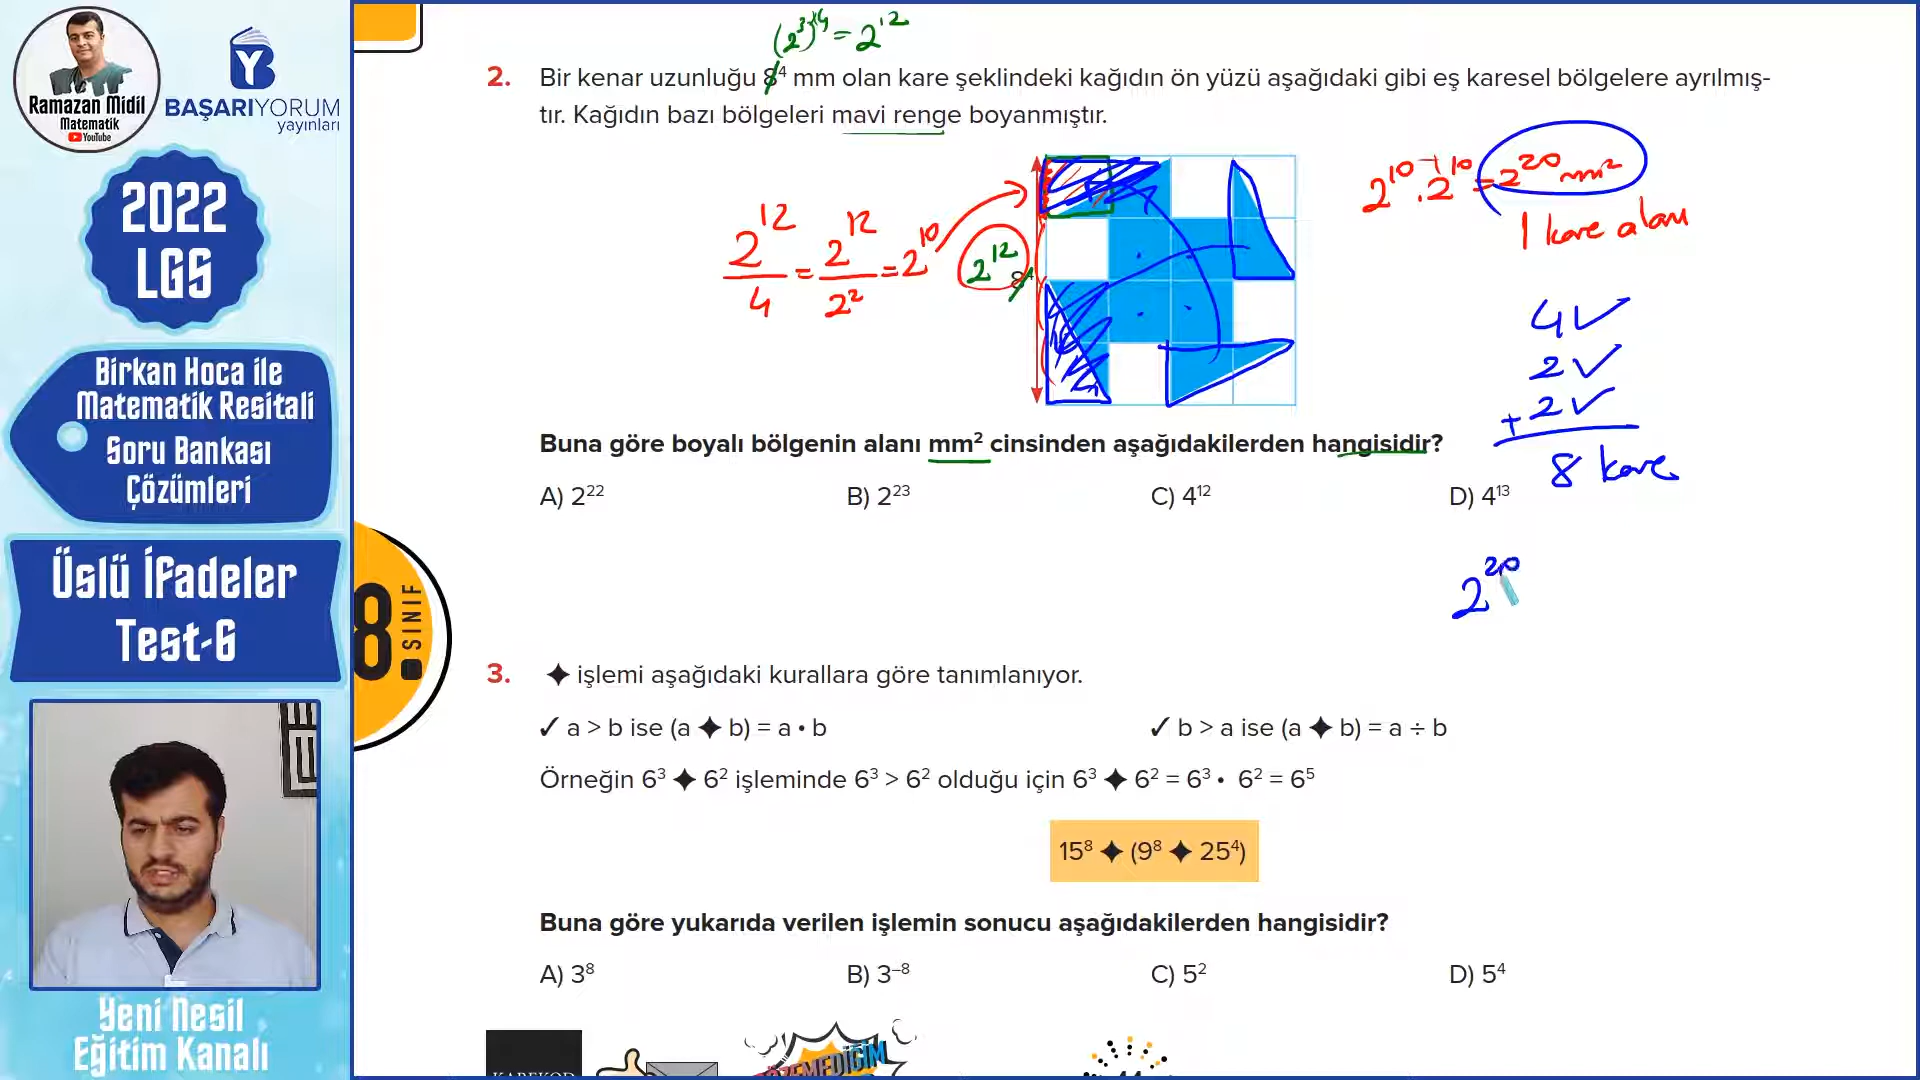 Ramazan Midil
Matematik
YouTube
BAŞARIYORUM
yayınları
2022
LGS
Birkan Hoca ile
Matematik Resitali
Soru Bankası
Çözümleri
Üslü İfadeler
Test-6
Yeni Nesil
Eğitim Kanalı
8. SINIF
(2³)⁴ = 2¹²
2. Bir kenar uzunluğu 8⁴ mm olan kare şeklindeki kağıdın ön yüzü aşağıdaki gibi eş karesel bölgelere ayrılmış-
tır. Kağıdın bazı bölgeleri mavi renge boyanmıştır.
2¹²/4 = 2¹²/2² = 2¹⁰
2¹²
8⁴
2¹⁰ . 2¹⁰ = 2²⁰ mm²
1 kare alanı
4 ✓
2 ✓
+ 2 ✓
8 kare
Buna göre boyalı bölgenin alanı mm² cinsinden aşağıdakilerden hangisidir?
A) 2²² B) 2²³ C) 4¹² D) 4¹³
2²⁰
3. ✦ işlemi aşağıdaki kurallara göre tanımlanıyor.
✓ a > b ise (a ✦ b) = a • b ✓ b > a ise (a ✦ b) = a ÷ b
Örneğin 6³ ✦ 6² işleminde 6³ > 6² olduğu için 6³ ✦ 6² = 6³ • 6² = 6⁵
15⁸ ✦ (9⁸ ✦ 25⁴)
Buna göre yukarıda verilen işlemin sonucu aşağıdakilerden hangisidir?
A) 3⁸ B) 3⁻⁸ C) 5² D) 5⁴
KAREKOD
ÇÖZEMEDİĞİM